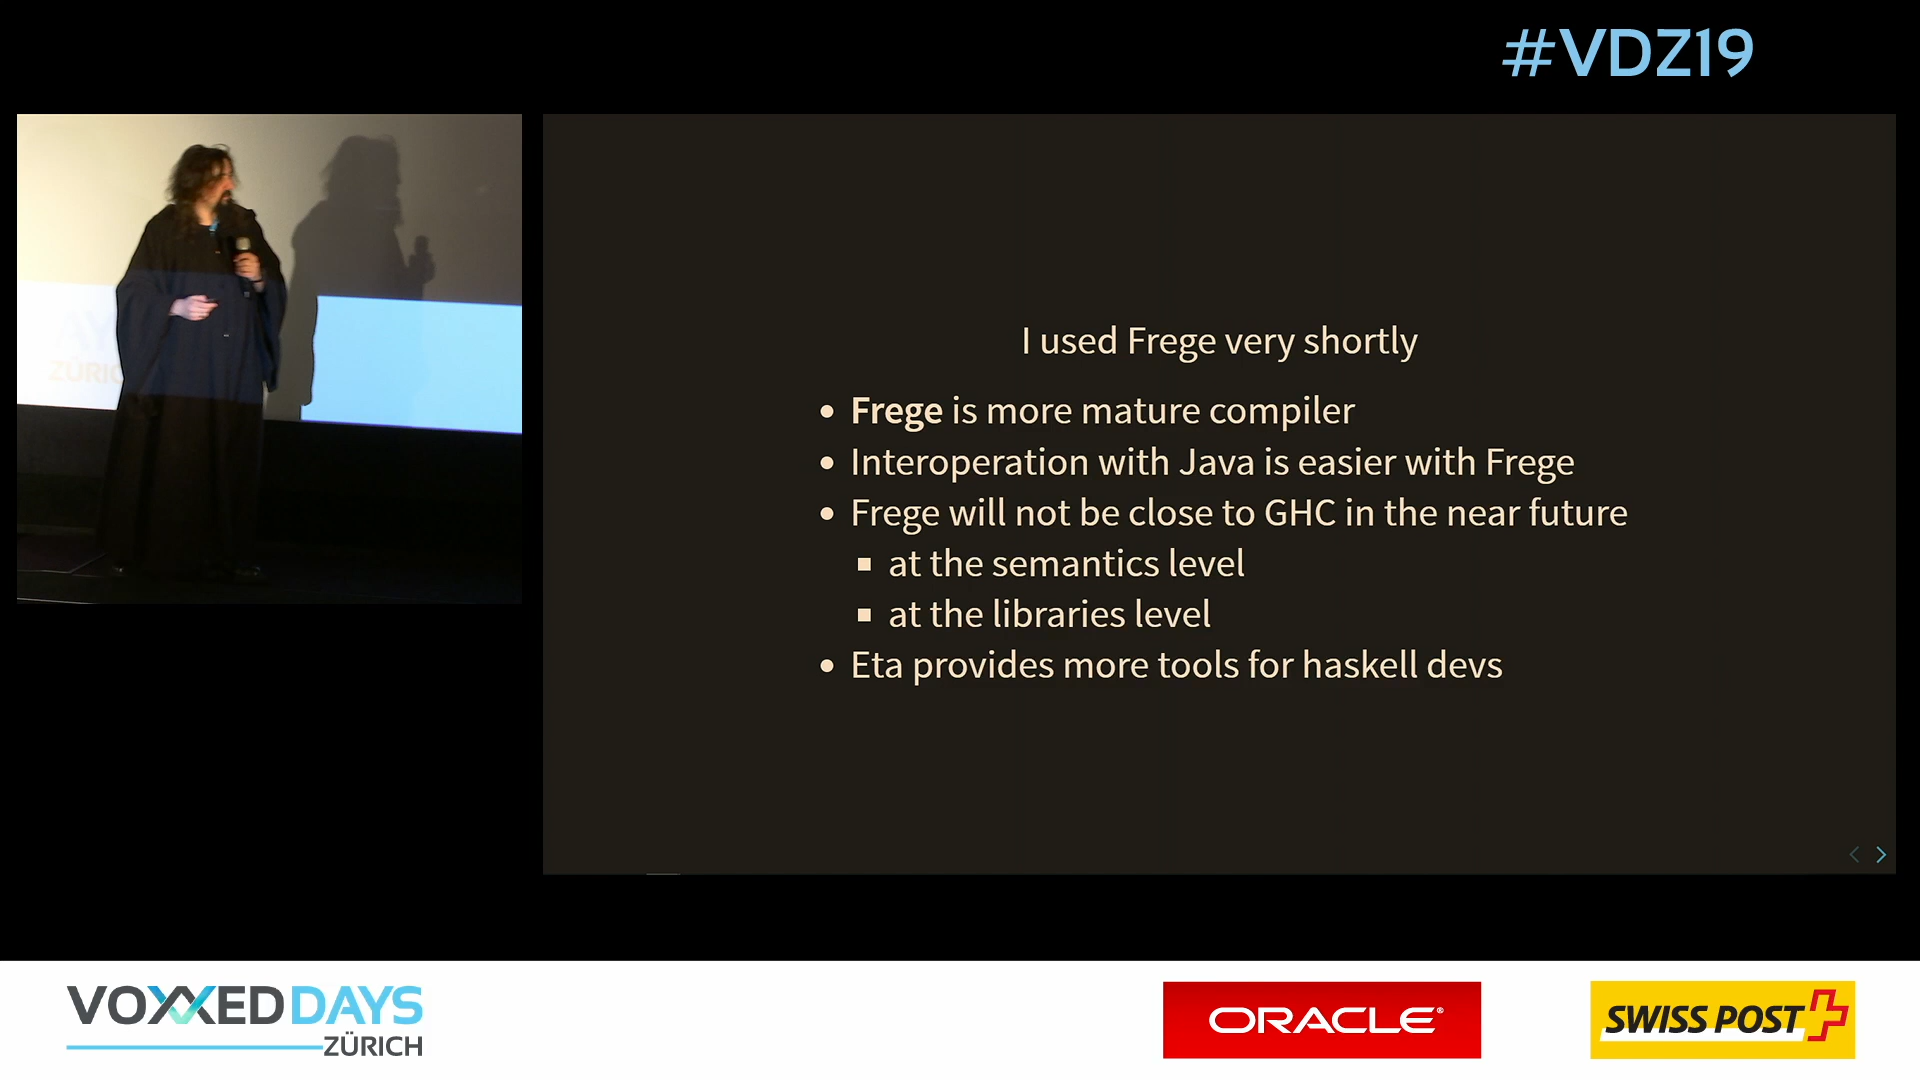 #VDZ19
I used Frege very shortly
Frege is more mature compiler
Interoperation with Java is easier with Frege
Frege will not be close to GHC in the near future
at the semantics level
at the libraries level
Eta provides more tools for haskell devs
AY
ZÜRIC
VOXXED DAYS
ZÜRICH
ORACLE®
SWISS POST